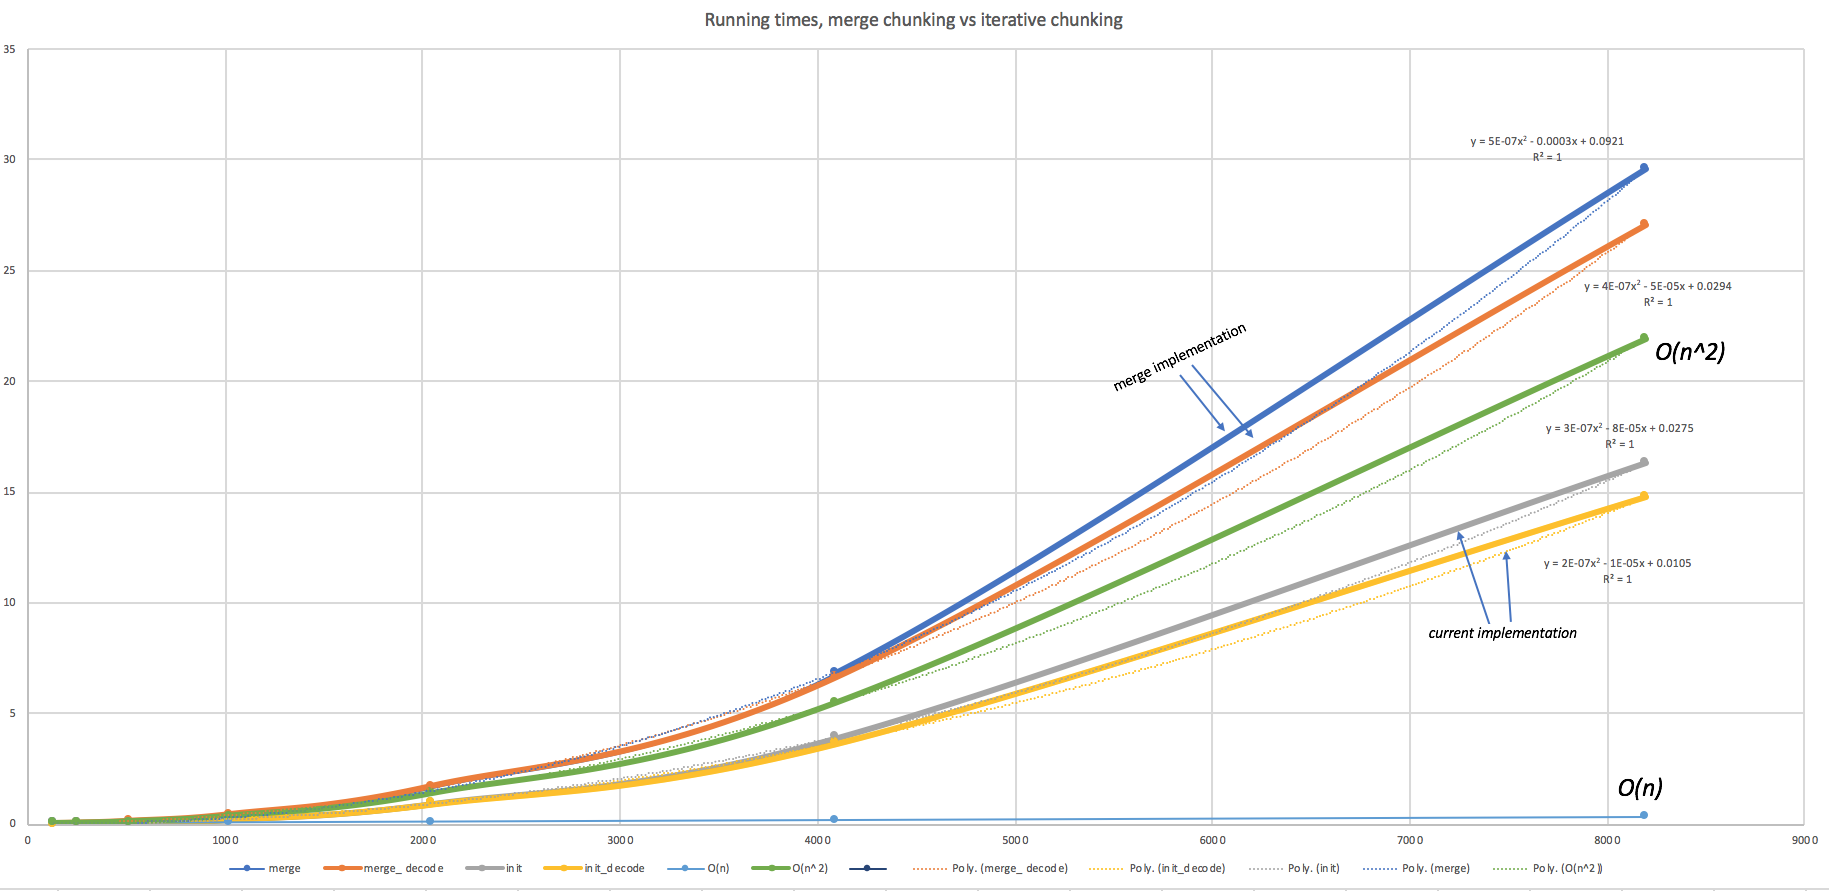 Running times, merge chunking vs iterative chunking
35
30
25
20
15
10
5
0
y = 5E-07x² - 0.0003x + 0.0921
R² = 1
y = 4E-07x² - 5E-05x + 0.0294
R² = 1
merge implementation
O(n^2)
y = 3E-07x² - 8E-05x + 0.0275
R² = 1
y = 2E-07x² - 1E-05x + 0.0105
R² = 1
current implementation
O(n)
0 1000 2000 3000 4000 5000 6000 7000 8000 9000
merge merge_decode init init_decode O(n) O(n^2) Poly. (merge_decode) Poly. (init_decode) Poly. (init) Poly. (merge) Poly. (O(n^2))